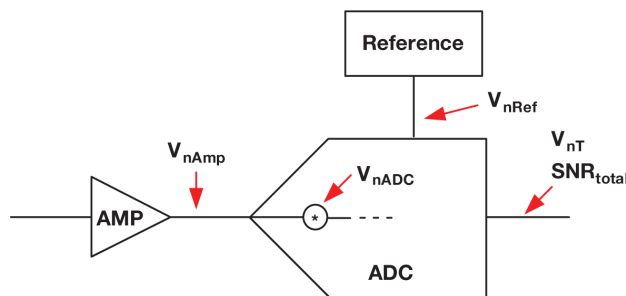 Reference
VnRef
VnAmp
VnT
VnADC
SNRtotal
AMP
*
ADC